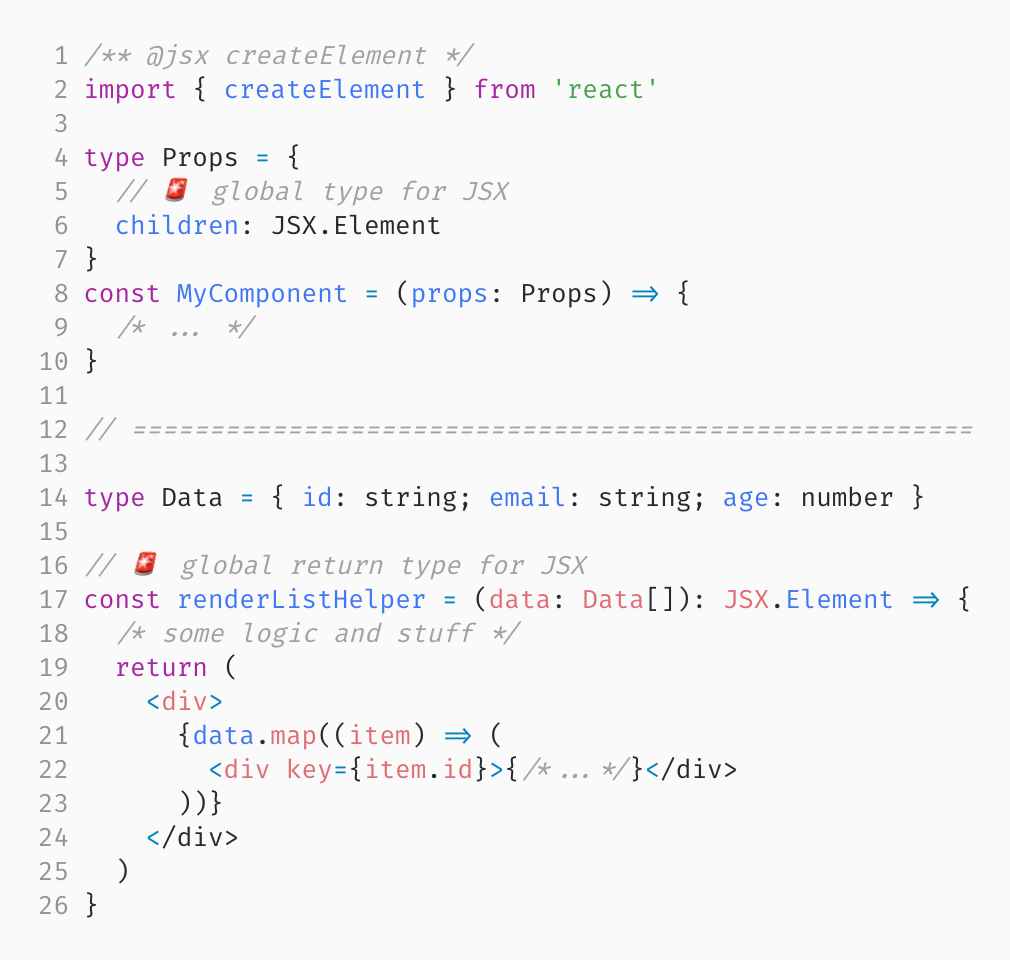 1 /** @jsx createElement */
2 import { createElement } from 'react'
3
4 type Props = {
5   // 🚨 global type for JSX
6   children: JSX.Element
7 }
8 const MyComponent = (props: Props) => {
9   /* ... */
10 }
11
12 // ======================================================
13
14 type Data = { id: string; email: string; age: number }
15
16 // 🚨 global return type for JSX
17 const renderListHelper = (data: Data[]): JSX.Element => {
18   /* some logic and stuff */
19   return (
20     <div>
21       {data.map((item) => (
22         <div key={item.id}>{/*...*/}</div>
23       ))}
24     </div>
25   )
26 }